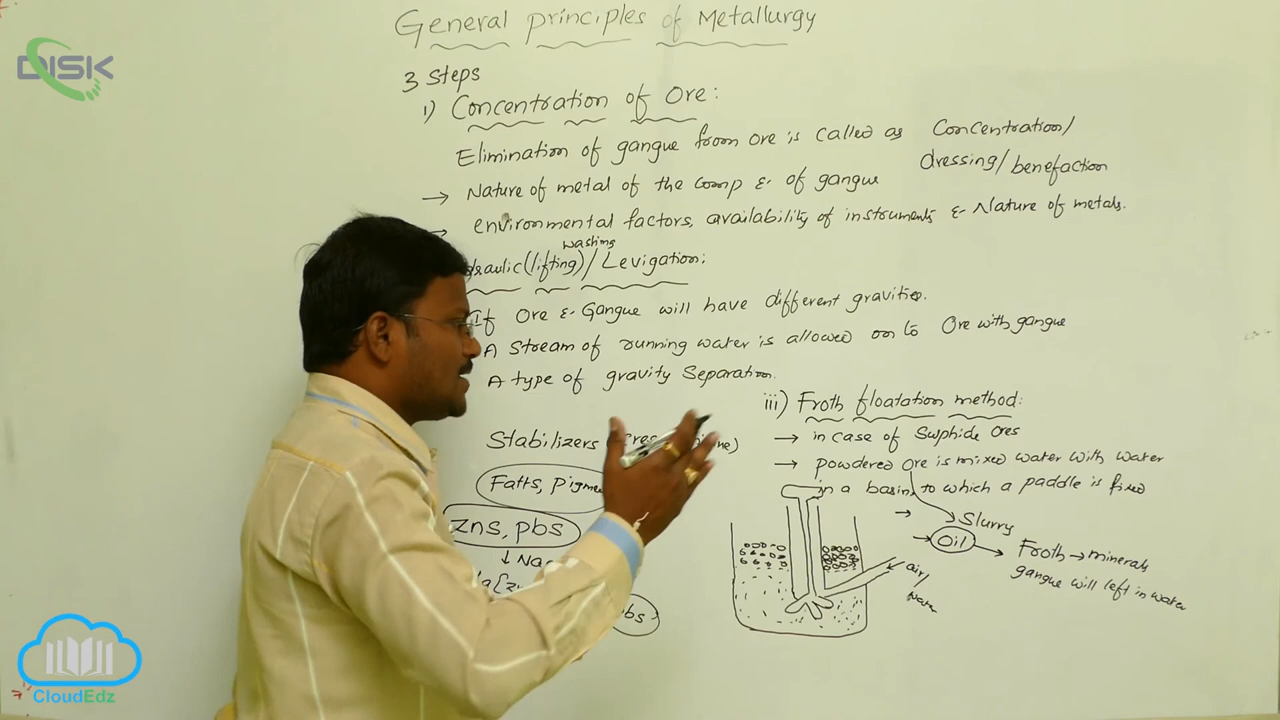 General principles of Metallurgy
DISK
3 Steps
i) Concentration of Ore:
Elimination of gangue from ore is called as Concentration/
dressing/benefaction
→ Nature of metal of the comp & of gangue
→ environmental factors, availability of instruments & Nature of metals.
washing
(lifting)/Levigation:
If Ore & Gangue will have different gravities.
A Stream of running water is allowed on to Ore with gangue
A type of gravity Separation.
iii) Froth floatation method:
Stabilizers
→ in case of Sulphide Ores
→ powdered Ore is mixed water with water
Fatts,
in a basin, to which a paddle is fixed
zns, pbs
→ Slurry
→ Oil → Froth → minerals
gangue will left in water
↓
air/
CloudEdz